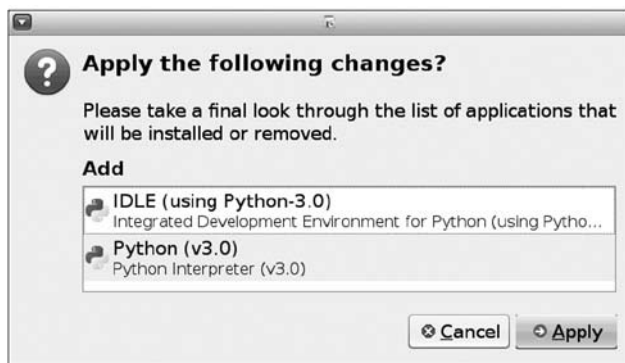 Apply the following changes?
Please take a final look through the list of applications that
will be installed or removed.
Add
IDLE (using Python-3.0)
Integrated Development Environment for Python (using Pytho...
Python (v3.0)
Python Interpreter (v3.0)
Cancel
Apply